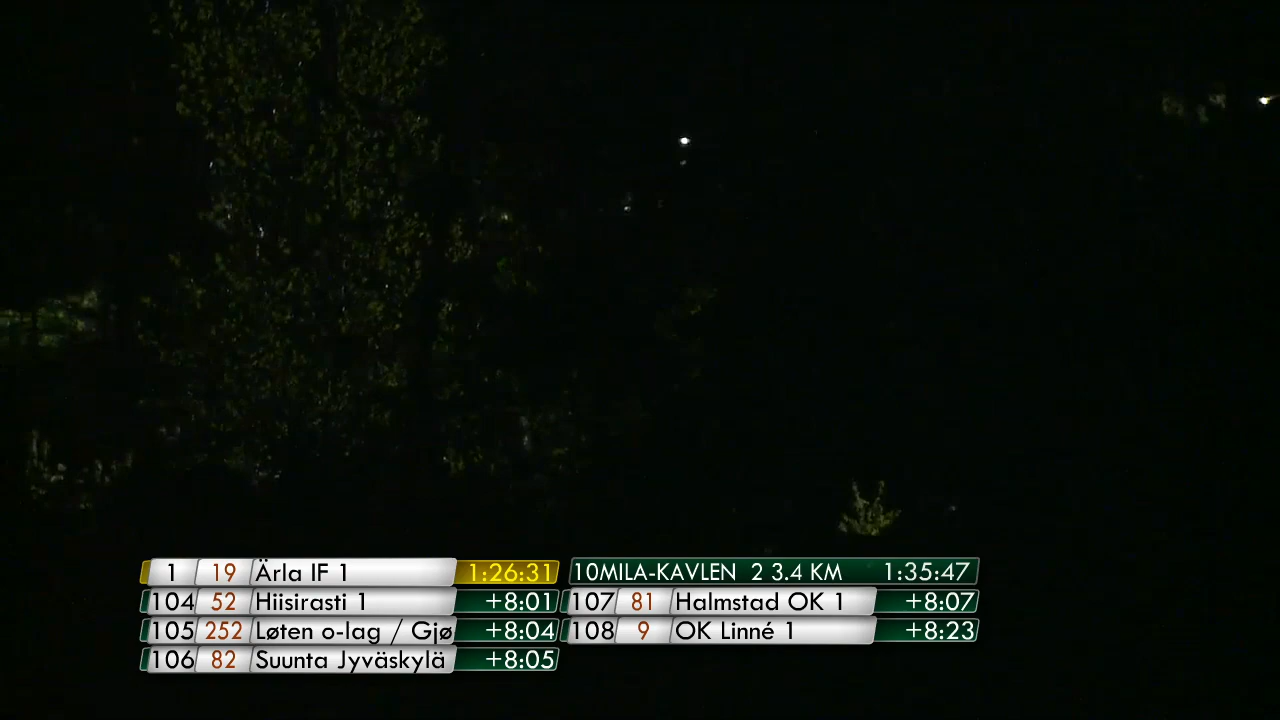 1 19 Ärla IF 1 1:26:31 10MILA-KAVLEN 2 3.4 KM 1:35:47
104 52 Hiisirasti 1 +8:01 107 81 Halmstad OK 1 +8:07
105 252 Løten o-lag / Gjø +8:04 108 9 OK Linné 1 +8:23
106 82 Suunta Jyväskylä +8:05